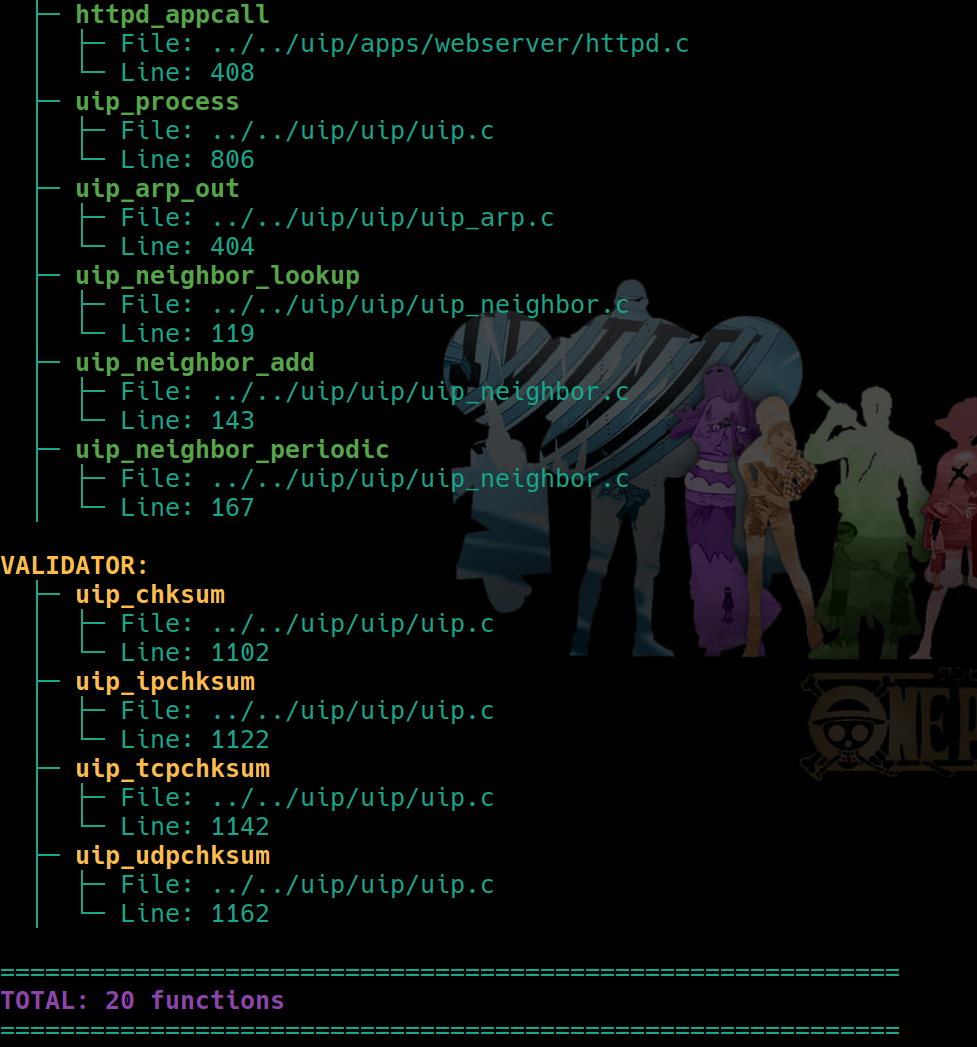 ├─ httpd_appcall
├─ File: ../../uip/apps/webserver/httpd.c
└─ Line: 408
├─ uip_process
├─ File: ../../uip/uip/uip.c
└─ Line: 806
├─ uip_arp_out
├─ File: ../../uip/uip/uip_arp.c
└─ Line: 404
├─ uip_neighbor_lookup
├─ File: ../../uip/uip/uip_neighbor.c
└─ Line: 119
├─ uip_neighbor_add
├─ File: ../../uip/uip/uip_neighbor.c
└─ Line: 143
├─ uip_neighbor_periodic
├─ File: ../../uip/uip/uip_neighbor.c
└─ Line: 167
VALIDATOR:
├─ uip_chksum
├─ File: ../../uip/uip/uip.c
└─ Line: 1102
├─ uip_ipchksum
├─ File: ../../uip/uip/uip.c
└─ Line: 1122
├─ uip_tcpchksum
├─ File: ../../uip/uip/uip.c
└─ Line: 1142
├─ uip_udpchksum
├─ File: ../../uip/uip/uip.c
└─ Line: 1162
============================================================
TOTAL: 20 functions
============================================================